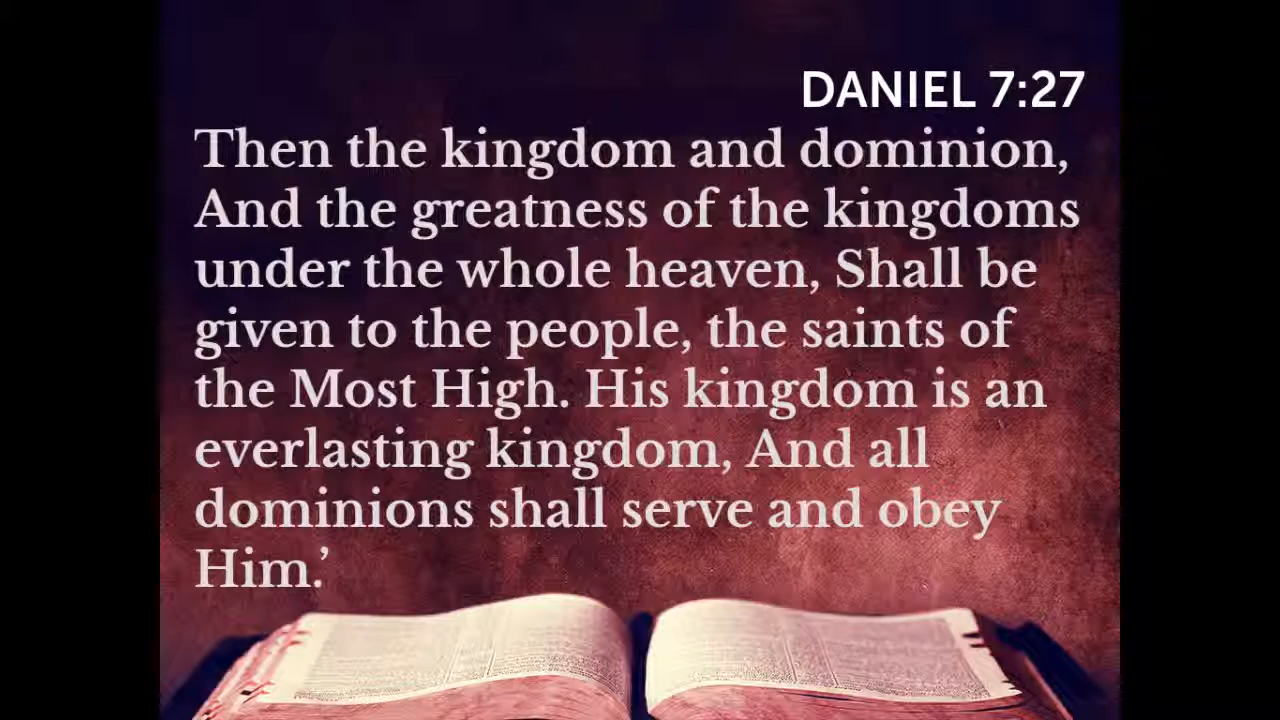 DANIEL 7:27
Then the kingdom and dominion,
And the greatness of the kingdoms
under the whole heaven, Shall be
given to the people, the saints of
the Most High. His kingdom is an
everlasting kingdom, And all
dominions shall serve and obey
Him.’